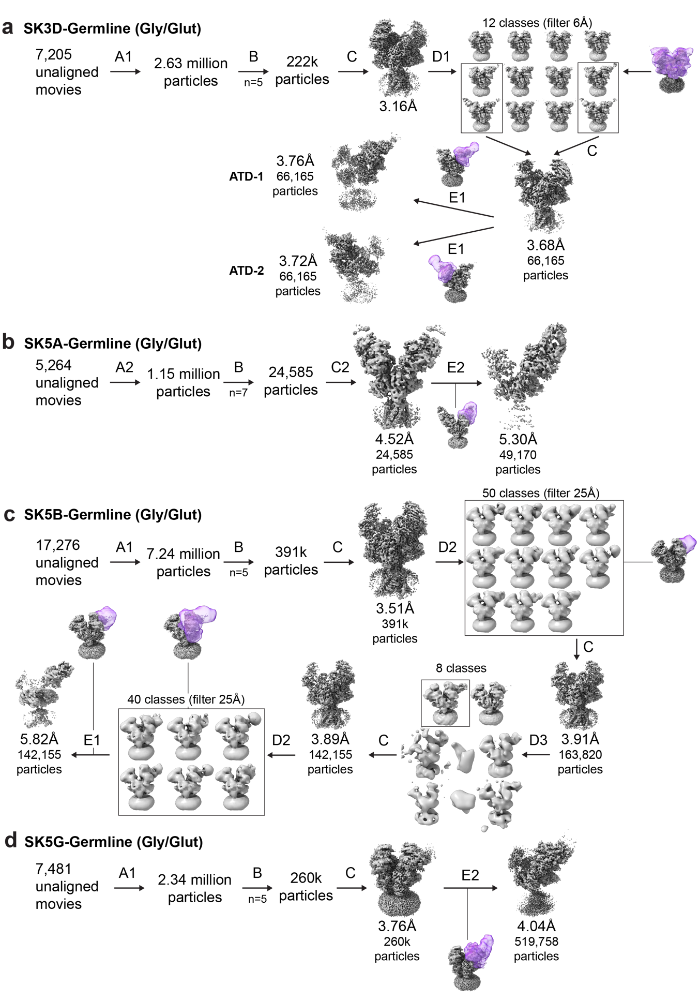 a SK3D-Germline (Gly/Glut)
7,205
unaligned
movies
A1
2.63 million
particles
B
n=5
222k
particles
C
3.16Å
D1
12 classes (filter 6Å)
C
3.68Å
66,165
particles
E1
ATD-1
3.76Å
66,165
particles
E1
ATD-2
3.72Å
66,165
particles
b SK5A-Germline (Gly/Glut)
5,264
unaligned
movies
A2
1.15 million
particles
B
n=7
24,585
particles
C2
4.52Å
24,585
particles
E2
5.30Å
49,170
particles
c SK5B-Germline (Gly/Glut)
17,276
unaligned
movies
A1
7.24 million
particles
B
n=5
391k
particles
C
3.51Å
391k
particles
D2
50 classes (filter 25Å)
C
3.91Å
163,820
particles
D3
8 classes
C
3.89Å
142,155
particles
D2
40 classes (filter 25Å)
E1
5.82Å
142,155
particles
d SK5G-Germline (Gly/Glut)
7,481
unaligned
movies
A1
2.34 million
particles
B
n=5
260k
particles
C
3.76Å
260k
particles
E2
4.04Å
519,758
particles